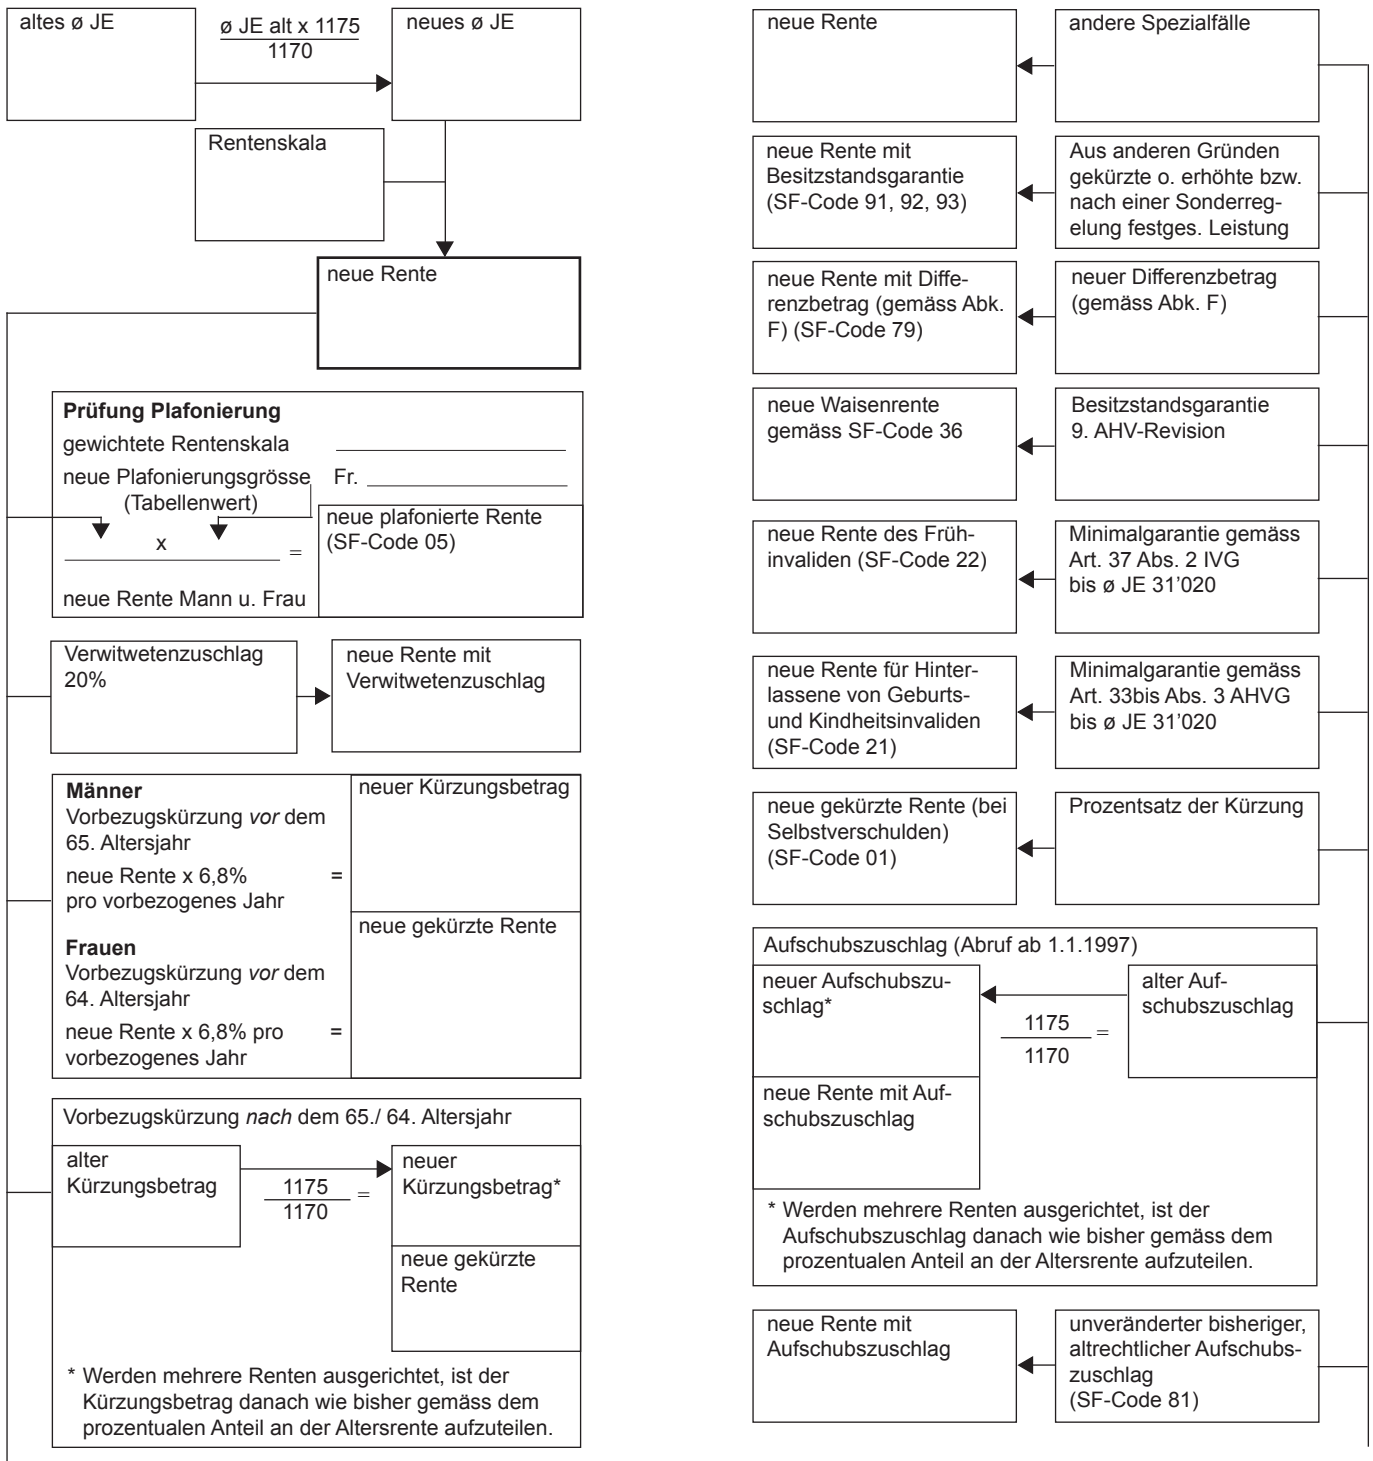 altes ø JE
ø JE alt x 1175
1170
neues ø JE
Rentenskala
neue Rente
Prüfung Plafonierung
gewichtete Rentenskala
neue Plafonierungsgrösse
Fr.
(Tabellenwert)
x
=
neue plafonierte Rente
(SF-Code 05)
neue Rente Mann u. Frau
Verwitwetenzuschlag
20%
neue Rente mit
Verwitwetenzuschlag
Männer
Vorbezugskürzung vor dem
65. Altersjahr
neue Rente x 6,8% =
pro vorbezogenes Jahr
neuer Kürzungsbetrag
Frauen
Vorbezugskürzung vor dem
64. Altersjahr
neue Rente x 6,8% pro =
vorbezogenes Jahr
neue gekürzte Rente
Vorbezugskürzung nach dem 65./ 64. Altersjahr
alter
Kürzungsbetrag
1175
1170
=
neuer
Kürzungsbetrag*
neue gekürzte
Rente
* Werden mehrere Renten ausgerichtet, ist der
Kürzungsbetrag danach wie bisher gemäss dem
prozentualen Anteil an der Altersrente aufzuteilen.
neue Rente
andere Spezialfälle
neue Rente mit
Besitzstandsgarantie
(SF-Code 91, 92, 93)
Aus anderen Gründen
gekürzte o. erhöhte bzw.
nach einer Sonderreg-
elung festges. Leistung
neue Rente mit Diffe-
renzbetrag (gemäss Abk.
F) (SF-Code 79)
neuer Differenzbetrag
(gemäss Abk. F)
neue Waisenrente
gemäss SF-Code 36
Besitzstandsgarantie
9. AHV-Revision
neue Rente des Früh-
invaliden (SF-Code 22)
Minimalgarantie gemäss
Art. 37 Abs. 2 IVG
bis ø JE 31’020
neue Rente für Hinter-
lassene von Geburts-
und Kindheitsinvaliden
(SF-Code 21)
Minimalgarantie gemäss
Art. 33bis Abs. 3 AHVG
bis ø JE 31’020
neue gekürzte Rente (bei
Selbstverschulden)
(SF-Code 01)
Prozentsatz der Kürzung
Aufschubszuschlag (Abruf ab 1.1.1997)
neuer Aufschubszu-
schlag*
1175
1170
=
alter Auf-
schubszuschlag
neue Rente mit Auf-
schubszuschlag
* Werden mehrere Renten ausgerichtet, ist der
Aufschubszuschlag danach wie bisher gemäss dem
prozentualen Anteil an der Altersrente aufzuteilen.
neue Rente mit
Aufschubszuschlag
unveränderter bisheriger,
altrechtlicher Aufschubs-
zuschlag
(SF-Code 81)